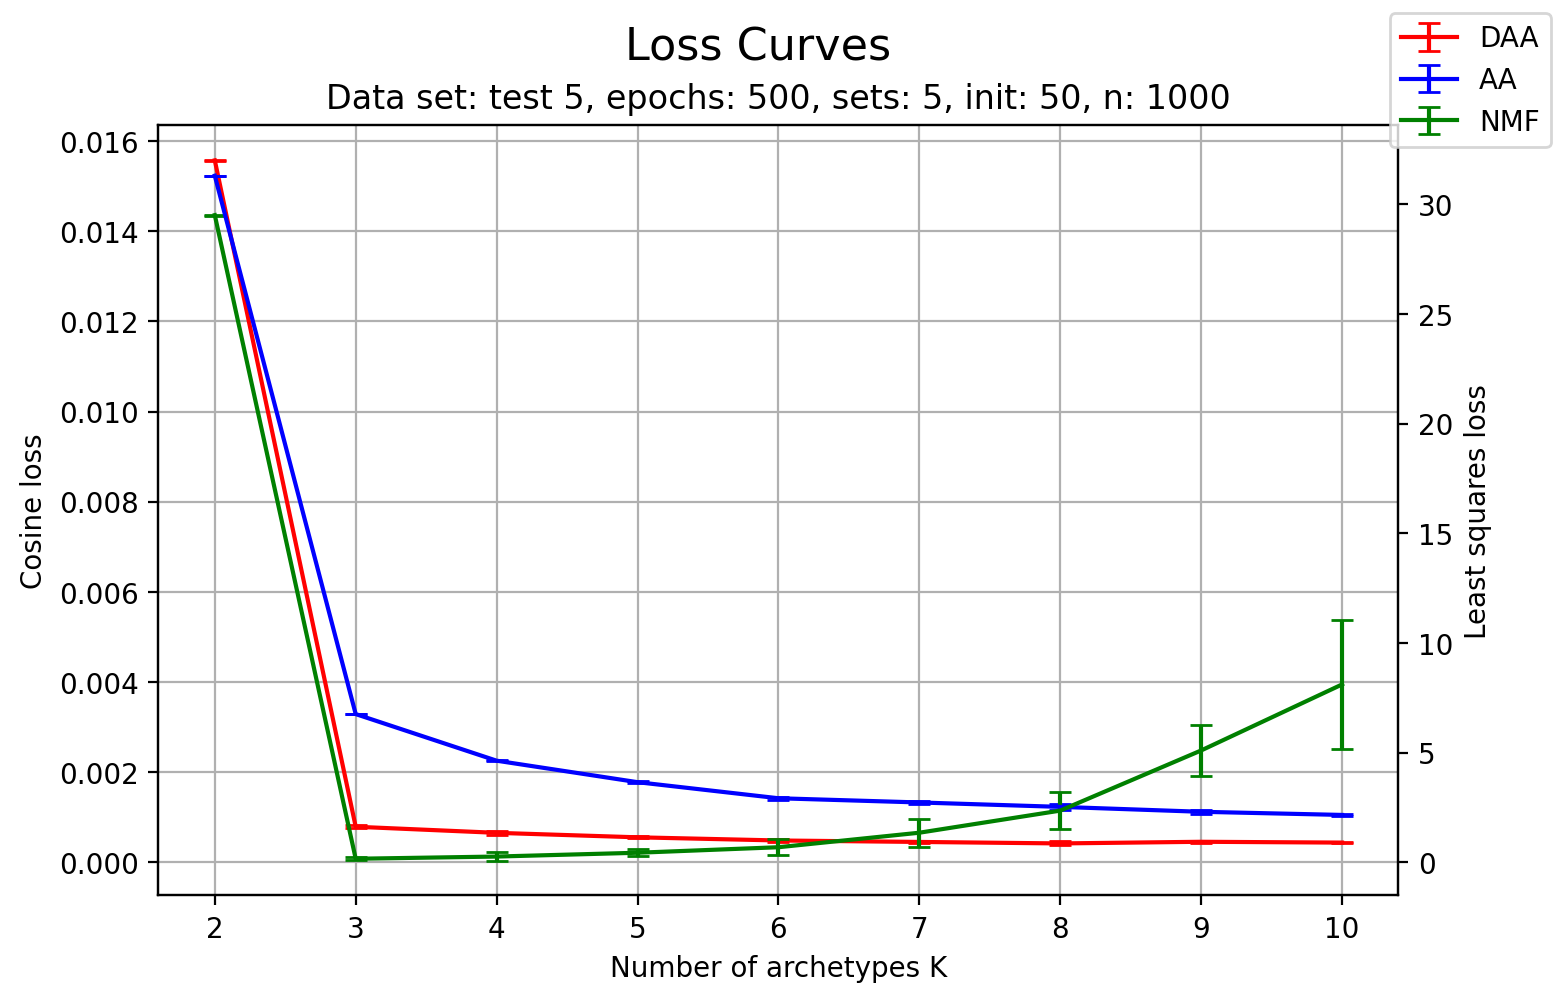 Loss Curves
Data set: test 5, epochs: 500, sets: 5, init: 50, n: 1000
DAA
AA
NMF
Cosine loss
0.016
0.014
0.012
0.010
0.008
0.006
0.004
0.002
0.000
30
25
20
15
10
5
0
Least squares loss
2 3 4 5 6 7 8 9 10
Number of archetypes K